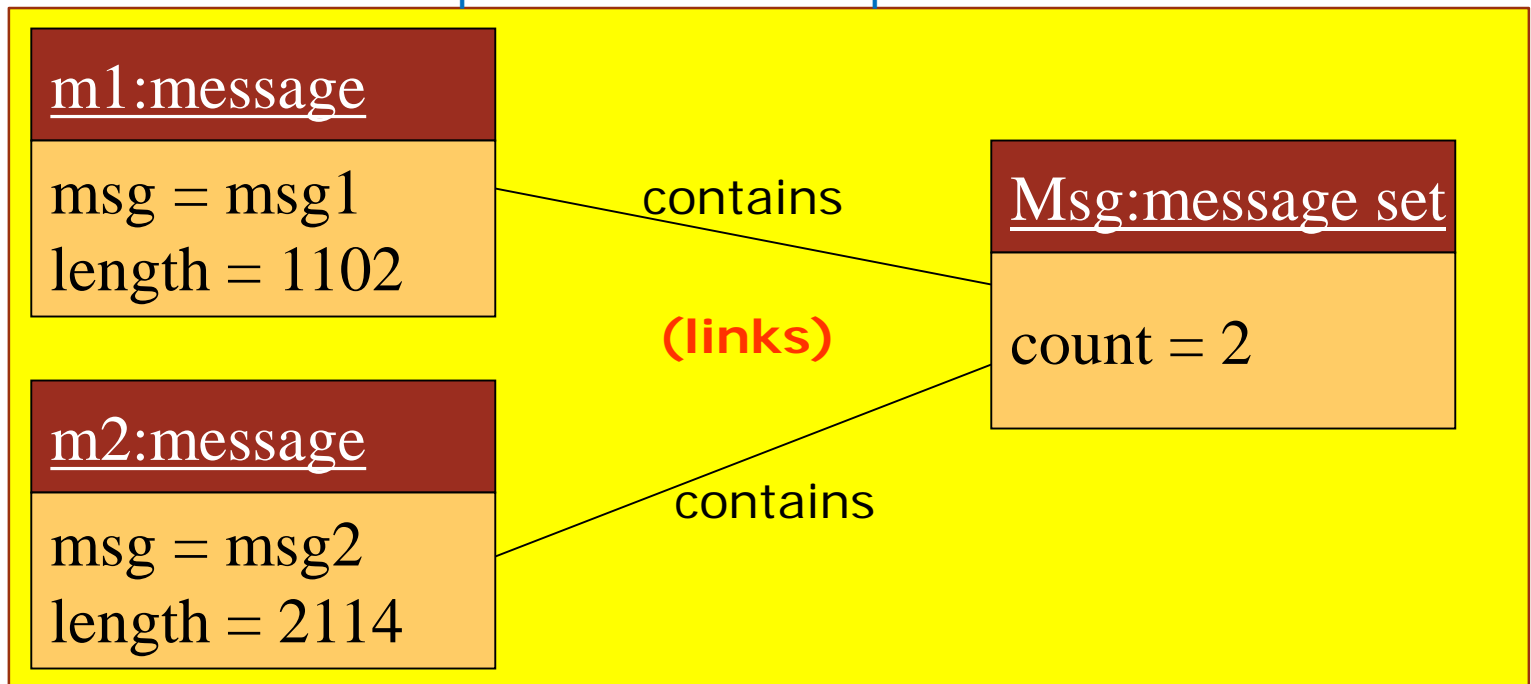 m1:message
msg = msg1
length = 1102
contains
Msg:message set
count = 2
(links)
m2:message
msg = msg2
length = 2114
contains